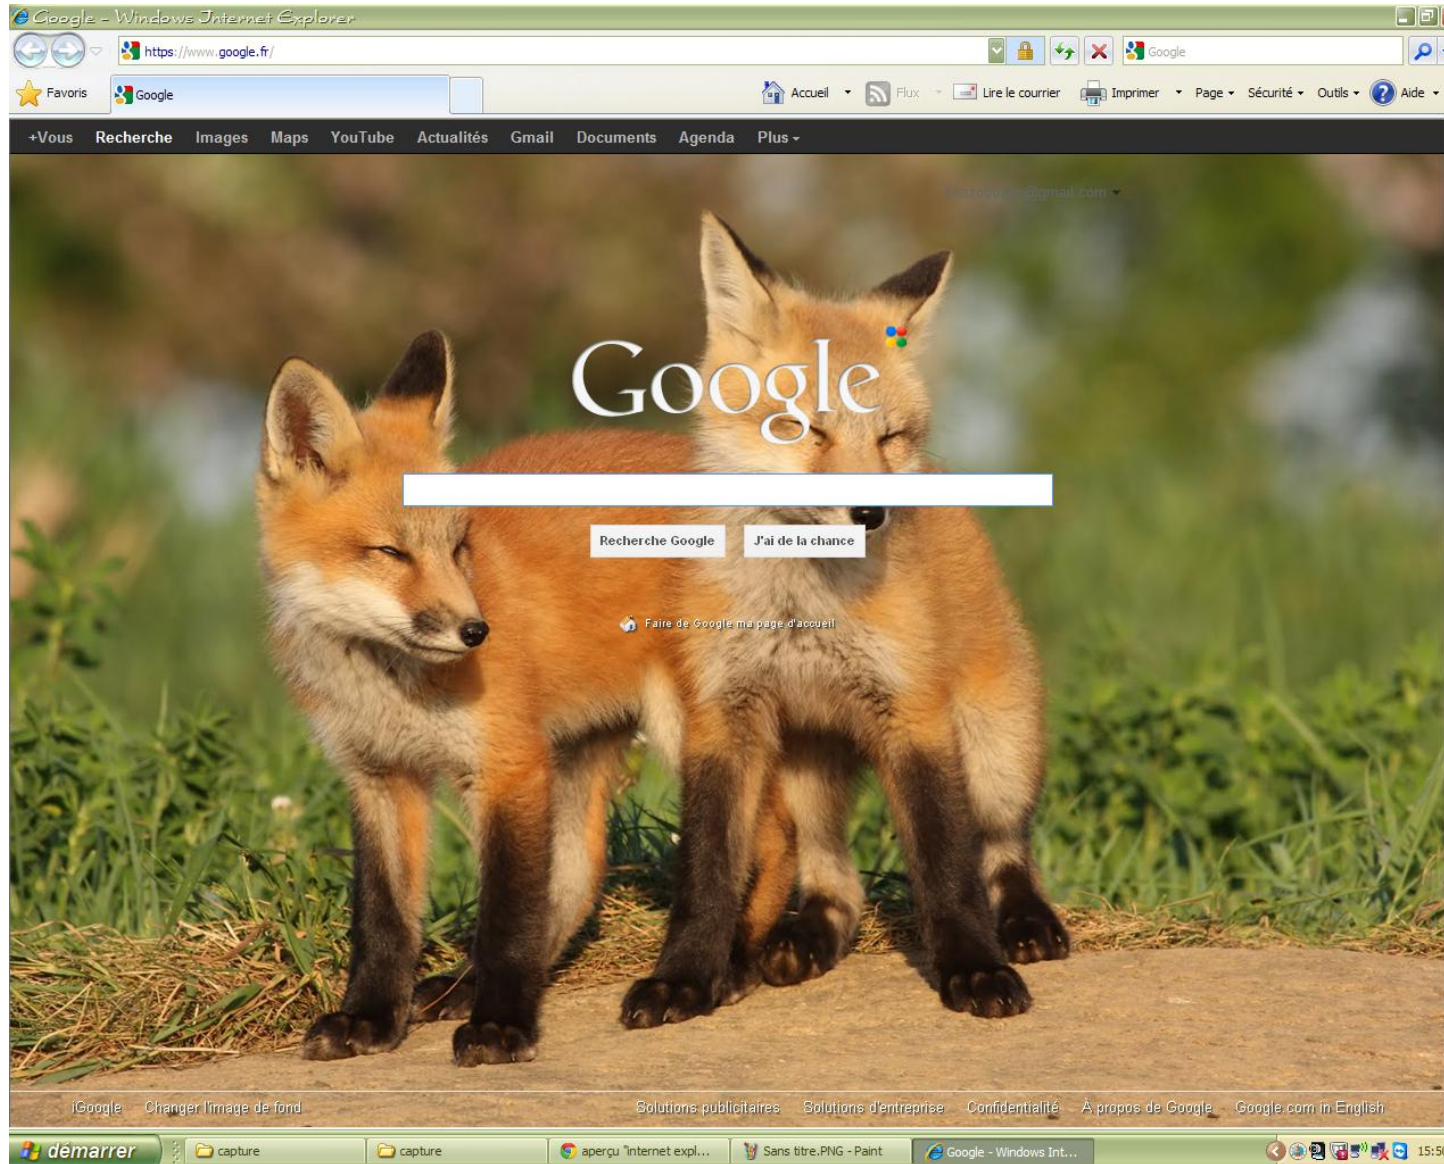 Google - Windows Internet Explorer
https://www.google.fr/
Google
Favoris
Google
Accueil
Flux
Lire le courrier
Imprimer
Page
Sécurité
Outils
Aide
+Vous Recherche Images Maps YouTube Actualités Gmail Documents Agenda Plus
@gmail.com
Google
Recherche Google
J'ai de la chance
Faire de Google ma page d'accueil
iGoogle Changer l'image de fond Solutions publicitaires Solutions d'entreprise Confidentialité À propos de Google Google.com in English
démarrer capture capture aperçu "internet expl... Sans titre.PNG - Paint Google - Windows Int...